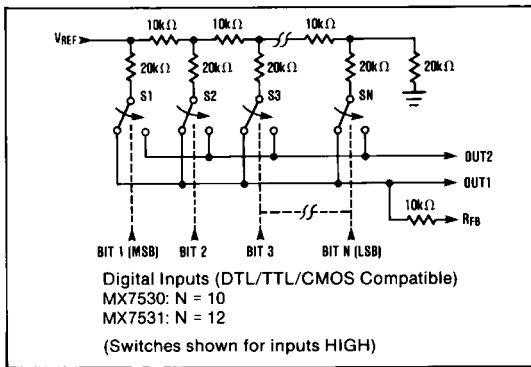 10kΩ 10kΩ 10kΩ
VREF
20kΩ 20kΩ 20kΩ 20kΩ 20kΩ
S1 S2 S3 SN
OUT2
OUT1
10kΩ
RFB
BIT 1 (MSB) BIT 2 BIT 3 BIT N (LSB)
Digital Inputs (DTL/TTL/CMOS Compatible)
MX7530: N = 10
MX7531: N = 12
(Switches shown for inputs HIGH)